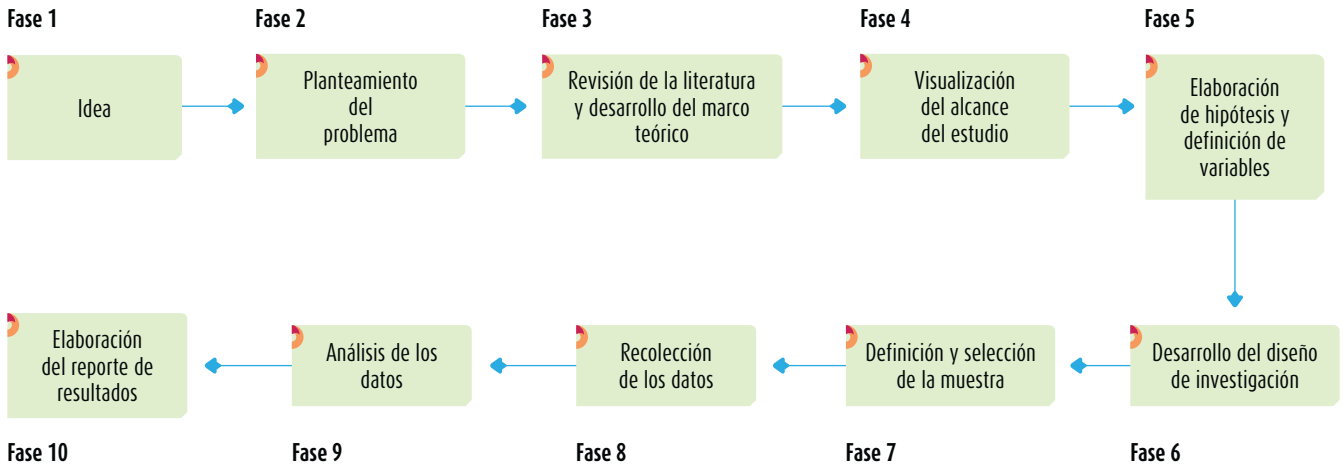 Fase 1
Idea
Fase 2
Planteamiento
del
problema
Fase 3
Revisión de la literatura
y desarrollo del marco
teórico
Fase 4
Visualización
del alcance
del estudio
Fase 5
Elaboración
de hipótesis y
definición de
variables
Desarrollo del diseño
de investigación
Fase 6
Definición y selección
de la muestra
Fase 7
Recolección
de los datos
Fase 8
Análisis de los
datos
Fase 9
Elaboración
del reporte de
resultados
Fase 10